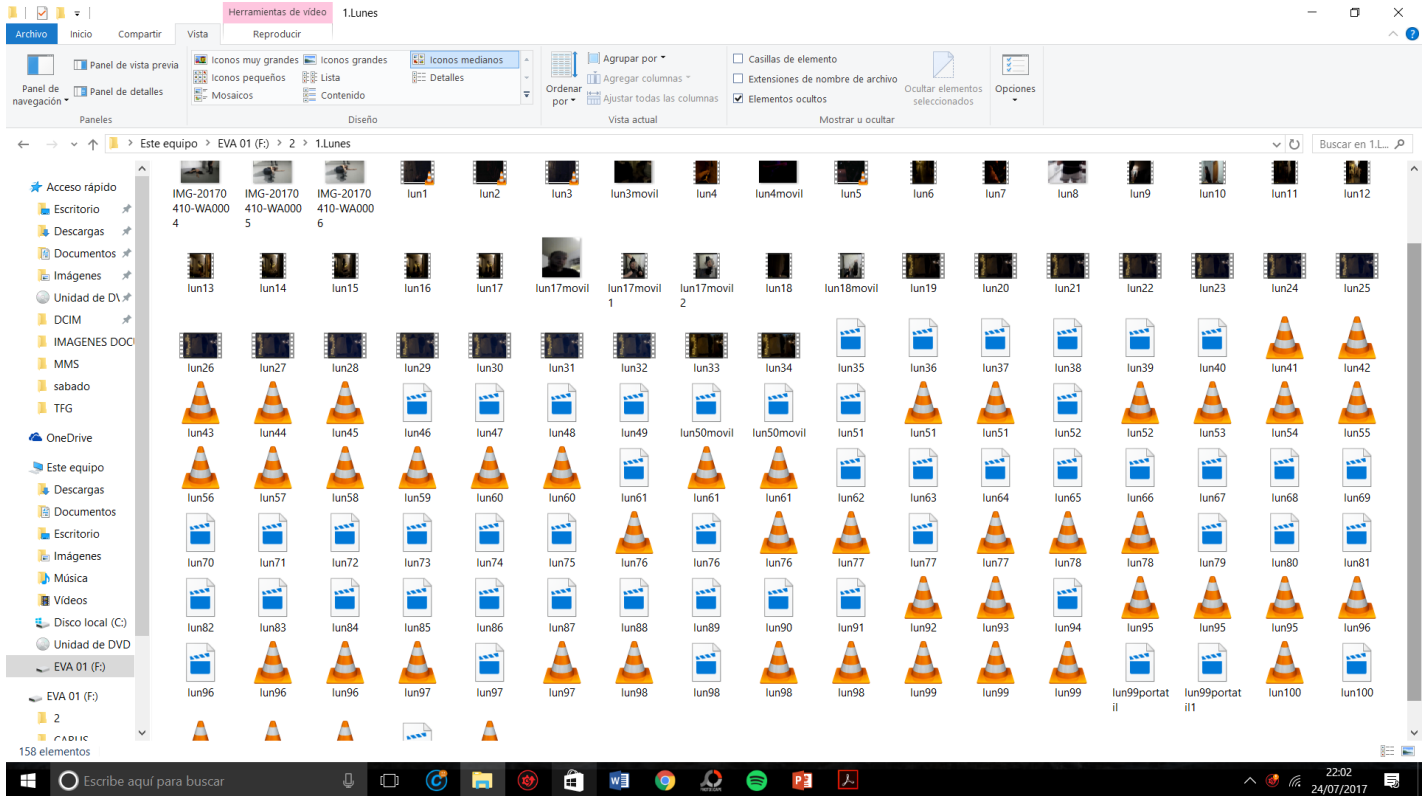 Herramientas de vídeo 1.Lunes
Archivo Inicio Compartir Vista Reproducir
Panel de navegación
Panel de vista previa
Panel de detalles
Paneles
Iconos muy grandes Iconos grandes Iconos medianos
Iconos pequeños Lista Detalles
Mosaicos Contenido
Diseño
Ordenar por
Agrupar por
Agregar columnas
Ajustar todas las columnas
Vista actual
Casillas de elemento
Extensiones de nombre de archivo
Elementos ocultos
Ocultar elementos seleccionados
Mostrar u ocultar
Opciones
Este equipo > EVA 01 (F:) > 2 > 1.Lunes
Buscar en 1.L...
Acceso rápido
Escritorio
Descargas
Documentos
Imágenes
Unidad de DV
DCIM
IMAGENES DOCU
MMS
sabado
TFG
OneDrive
Este equipo
Descargas
Documentos
Escritorio
Imágenes
Música
Vídeos
Disco local (C:)
Unidad de DVD
EVA 01 (F:)
EVA 01 (F:)
2
CARUS
IMG-20170410-WA0004 IMG-20170410-WA0005 IMG-20170410-WA0006 lun1 lun2 lun3 lun3movil lun4 lun4movil lun5 lun6 lun7 lun8 lun9 lun10 lun11 lun12
lun13 lun14 lun15 lun16 lun17 lun17movil lun17movil1 lun17movil2 lun18 lun18movil lun19 lun20 lun21 lun22 lun23 lun24 lun25
lun26 lun27 lun28 lun29 lun30 lun31 lun32 lun33 lun34 lun35 lun36 lun37 lun38 lun39 lun40 lun41 lun42
lun43 lun44 lun45 lun46 lun47 lun48 lun49 lun50movil lun50movil lun51 lun51 lun51 lun52 lun52 lun53 lun54 lun55
lun56 lun57 lun58 lun59 lun60 lun60 lun61 lun61 lun61 lun62 lun63 lun64 lun65 lun66 lun67 lun68 lun69
lun70 lun71 lun72 lun73 lun74 lun75 lun76 lun76 lun76 lun77 lun77 lun77 lun78 lun78 lun79 lun80 lun81
lun82 lun83 lun84 lun85 lun86 lun87 lun88 lun89 lun90 lun91 lun92 lun93 lun94 lun95 lun95 lun95 lun96
lun96 lun96 lun96 lun97 lun97 lun97 lun98 lun98 lun98 lun98 lun99 lun99 lun99 lun99portatil lun99portatil1 lun100 lun100
158 elementos
Escribe aquí para buscar
22:02
24/07/2017